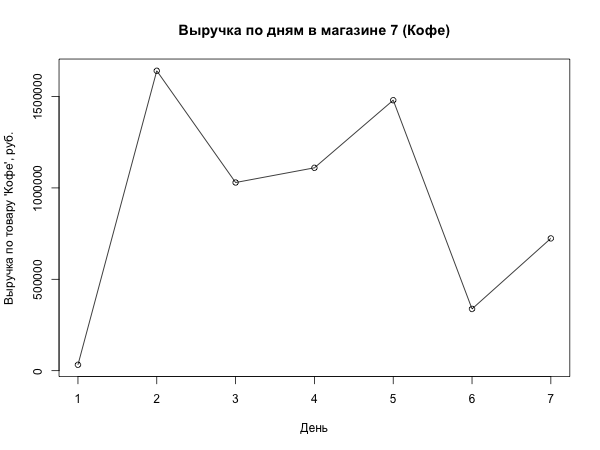 Выручка по дням в магазине 7 (Кофе)
Выручка по товару 'Кофе', руб.
1500000
1000000
500000
0
1 2 3 4 5 6 7
День